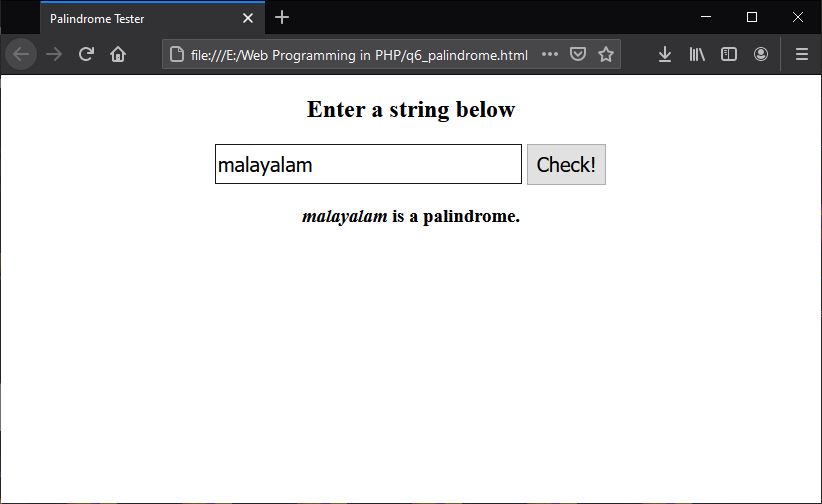 Palindrome Tester
file:///E:/Web Programming in PHP/q6_palindrome.html
Enter a string below
malayalam
Check!
malayalam is a palindrome.